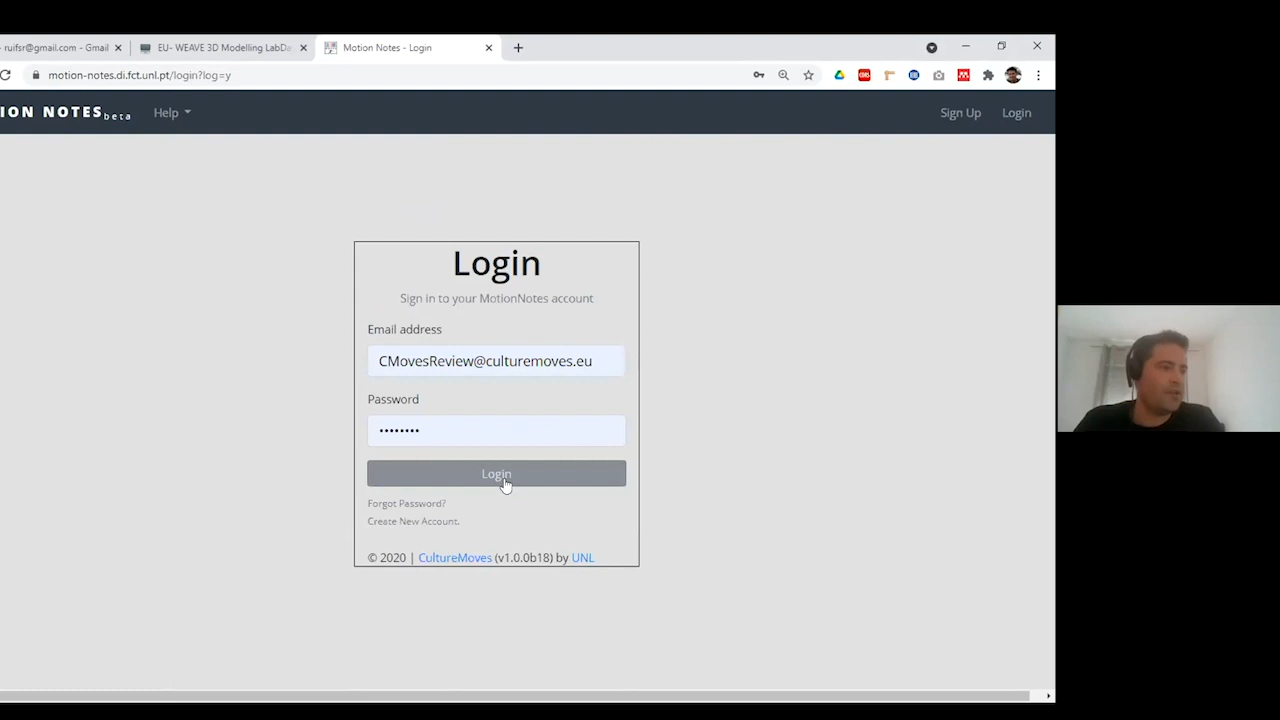 - ruifsr@gmail.com - Gmail
EU- WEAVE 3D Modelling LabDa
Motion Notes - Login
motion-notes.di.fct.unl.pt/login?log=y
ION NOTESbeta
Help
Sign Up
Login
Login
Sign in to your MotionNotes account
Email address
CMovesReview@culturemoves.eu
Password
••••••••
Login
Forgot Password?
Create New Account.
© 2020 | CultureMoves (v1.0.0b18) by UNL